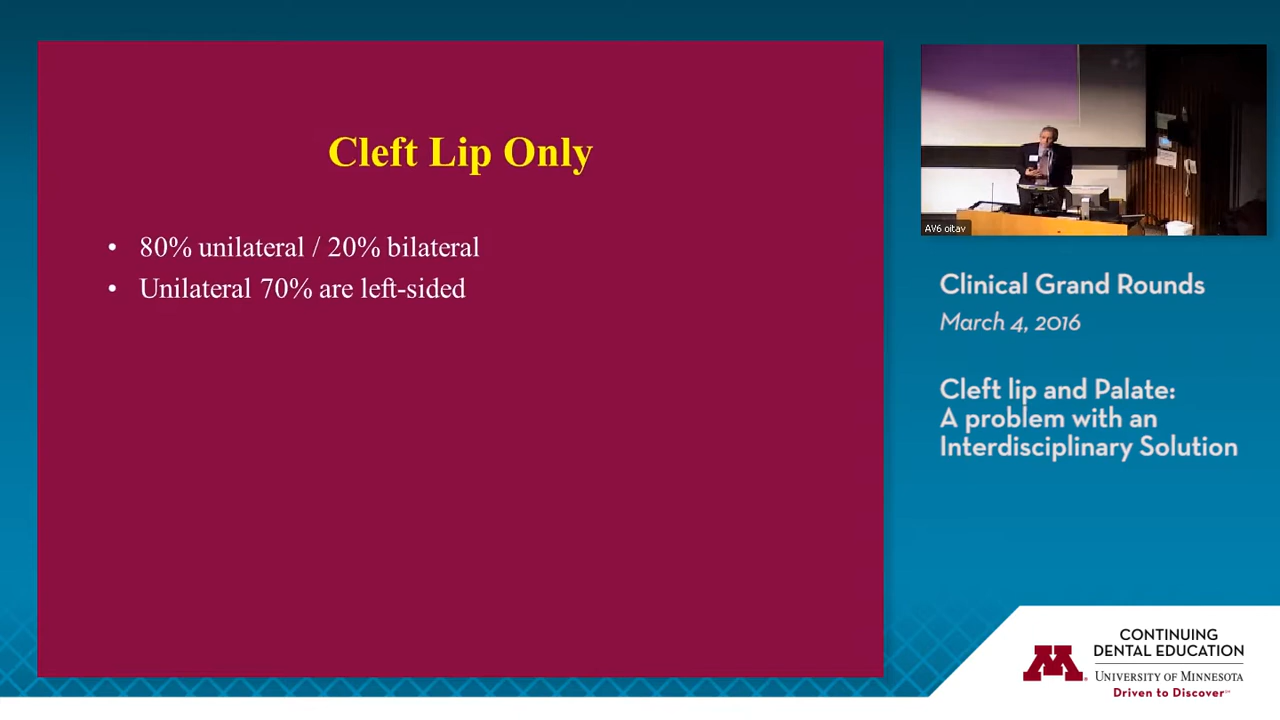 Cleft Lip Only
• 80% unilateral / 20% bilateral
• Unilateral 70% are left-sided
AV6 oitav
Clinical Grand Rounds
March 4, 2016
Cleft lip and Palate:
A problem with an
Interdisciplinary Solution
M
CONTINUING
DENTAL EDUCATION
UNIVERSITY OF MINNESOTA
Driven to Discover℠